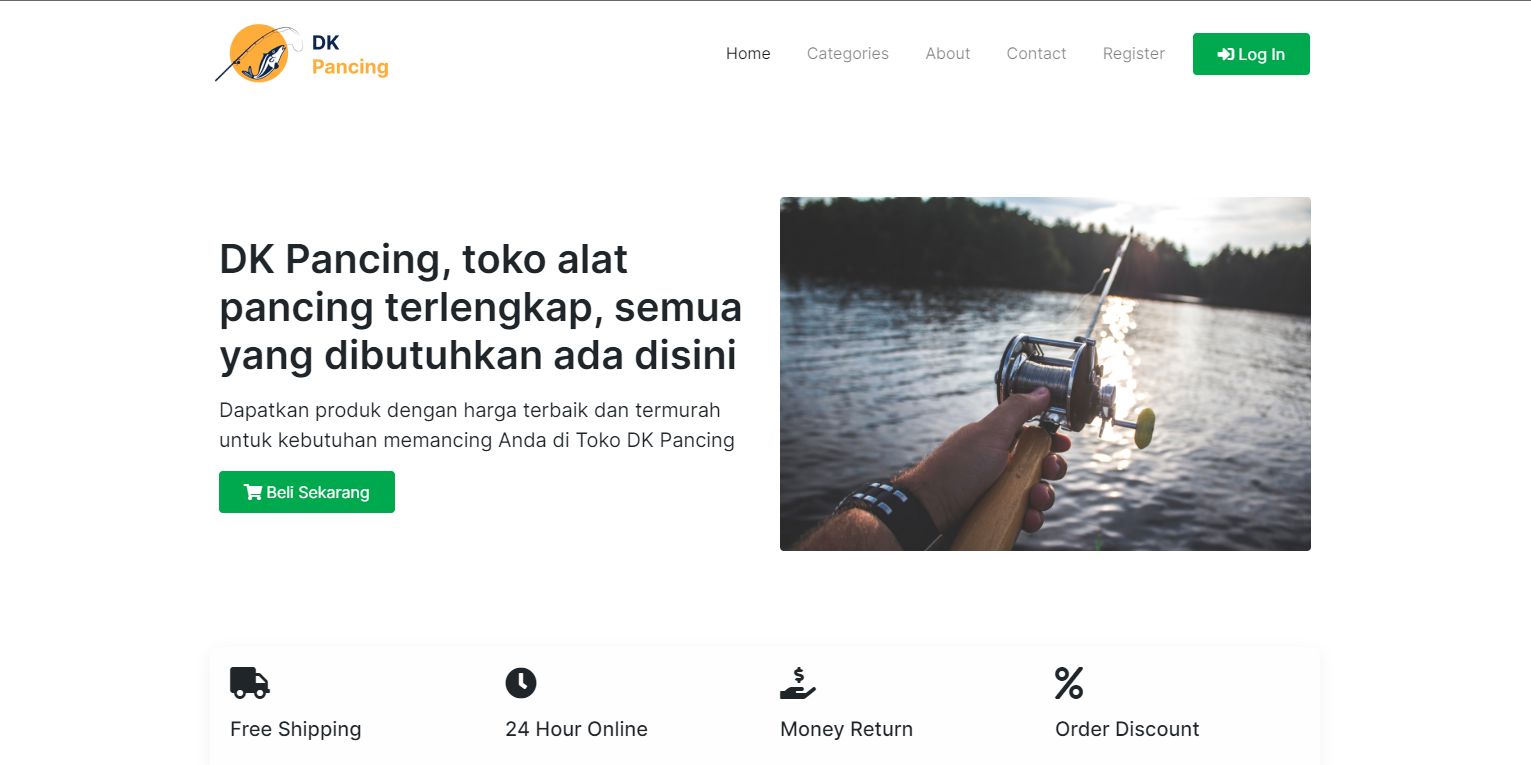 DK
Pancing
Home Categories About Contact Register Log In
DK Pancing, toko alat
pancing terlengkap, semua
yang dibutuhkan ada disini
Dapatkan produk dengan harga terbaik dan termurah
untuk kebutuhan memancing Anda di Toko DK Pancing
Beli Sekarang
Free Shipping 24 Hour Online Money Return Order Discount